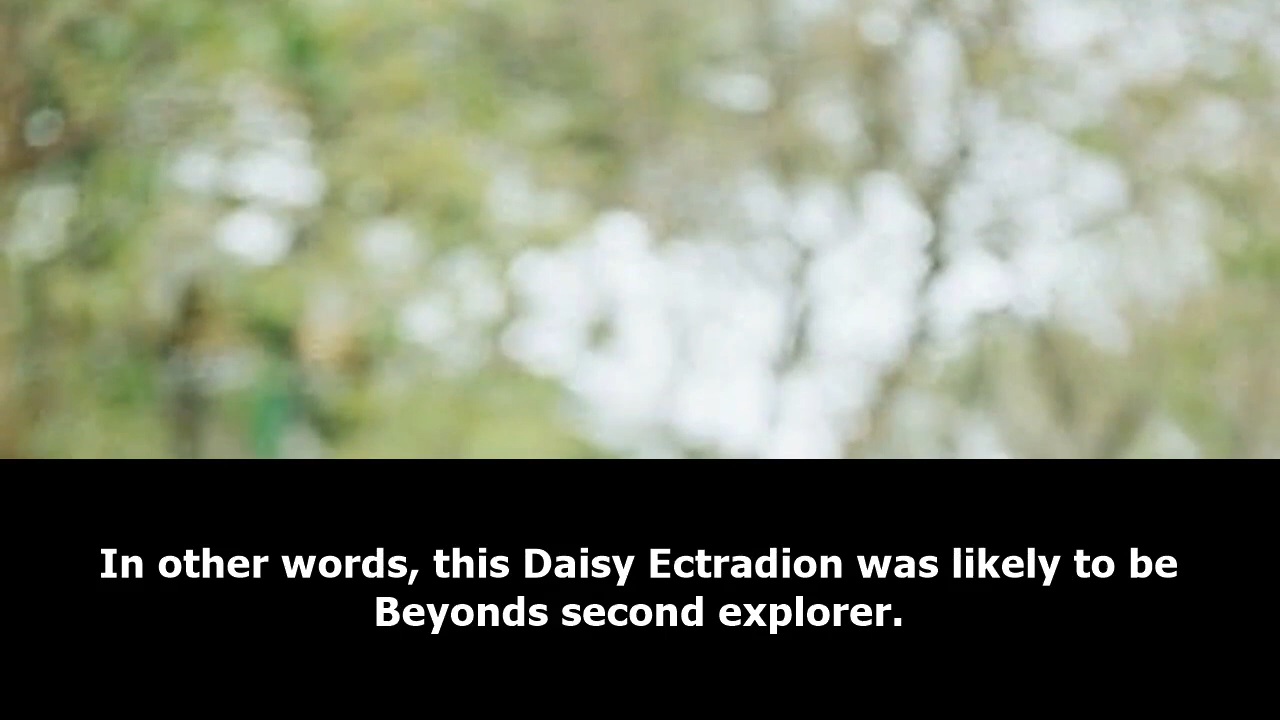 In other words, this Daisy Ectradion was likely to be
Beyonds second explorer.